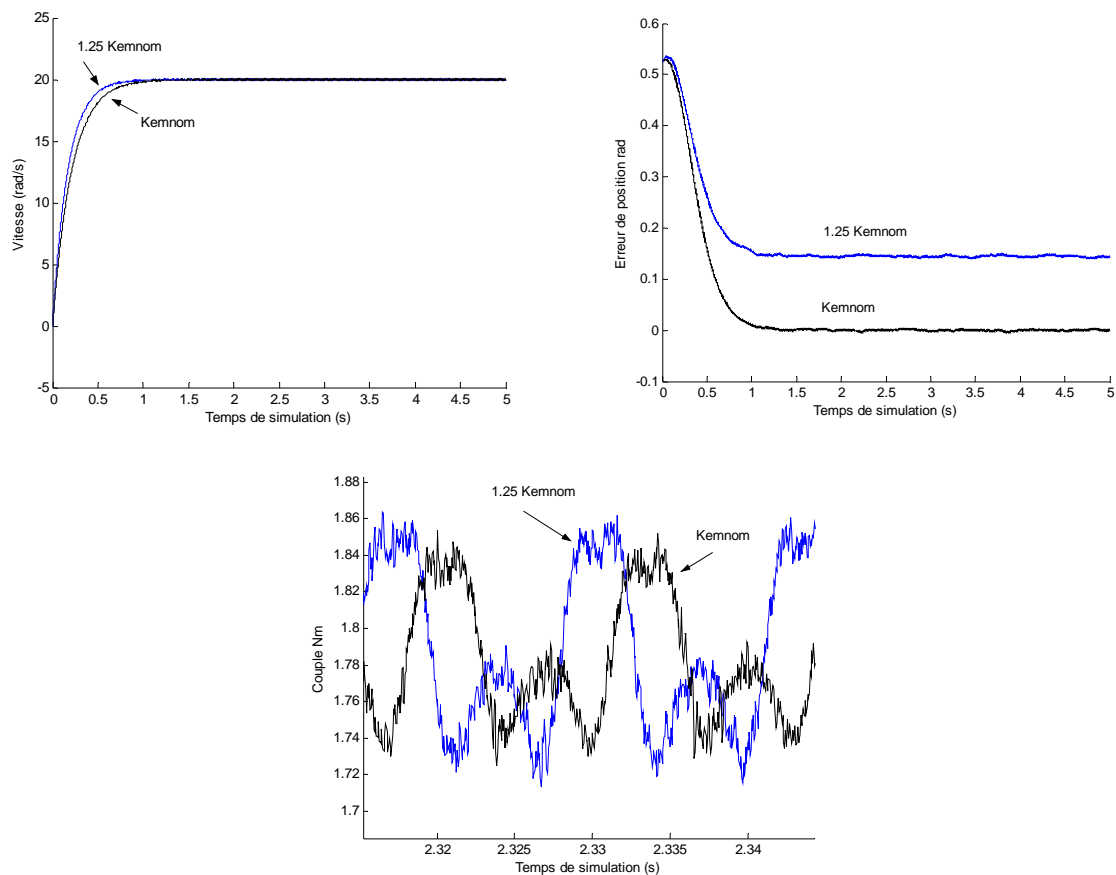 25
20
15
10
5
0
-5
Vitesse (rad/s)
1.25 Kemnom
Kemnom
0 0.5 1 1.5 2 2.5 3 3.5 4 4.5 5
Temps de simulation (s)
0.6
0.5
0.4
0.3
0.2
0.1
0
-0.1
Erreur de position rad
1.25 Kemnom
Kemnom
0 0.5 1 1.5 2 2.5 3 3.5 4 4.5 5
Temps de simulation (s)
1.88
1.86
1.84
1.82
1.8
1.78
1.76
1.74
1.72
1.7
Couple Nm
1.25 Kemnom
Kemnom
2.32 2.325 2.33 2.335 2.34
Temps de simulation (s)